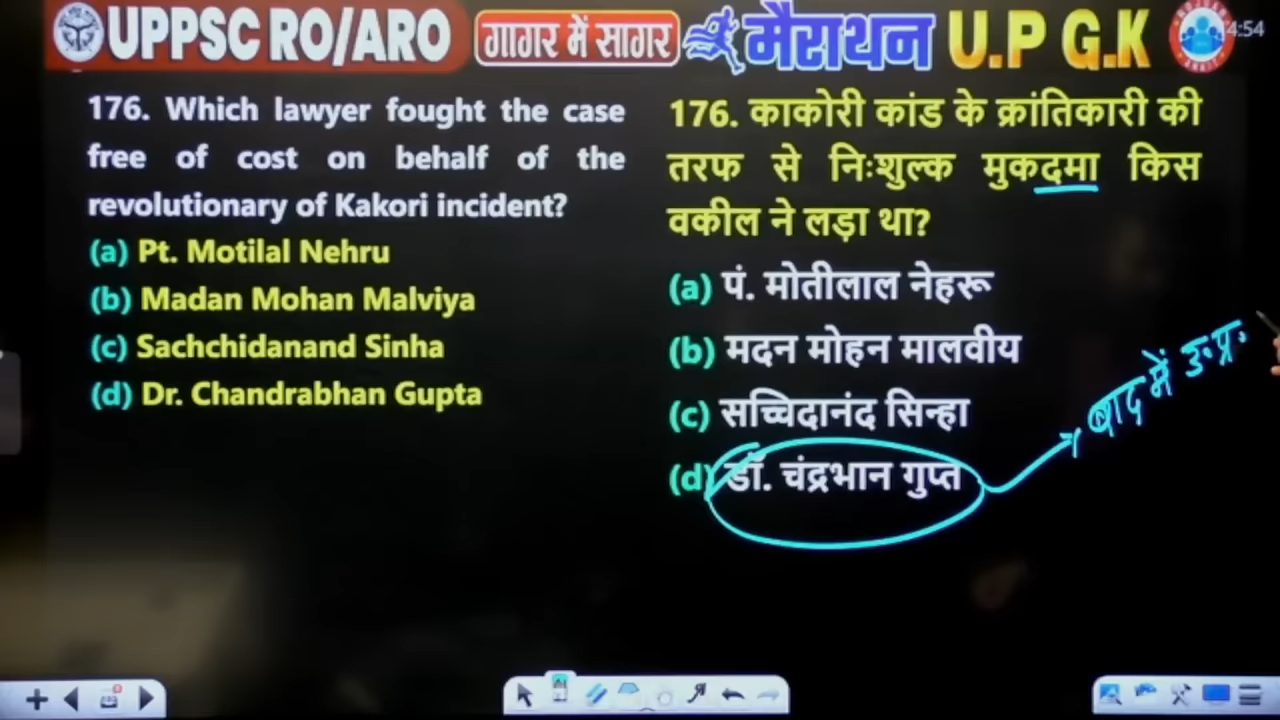 UPPSC RO/ARO
गागर में सागर
मैराथन U.P G.K
4:54
176. Which lawyer fought the case
free of cost on behalf of the
revolutionary of Kakori incident?
(a) Pt. Motilal Nehru
(b) Madan Mohan Malviya
(c) Sachchidanand Sinha
(d) Dr. Chandrabhan Gupta
176. काकोरी कांड के क्रांतिकारी की
तरफ से निःशुल्क मुकदमा किस
वकील ने लड़ा था?
(a) पं. मोतीलाल नेहरू
(b) मदन मोहन मालवीय
(c) सच्चिदानंद सिन्हा
(d) डॉ. चंद्रभान गुप्त
बाद में उ.प्र.